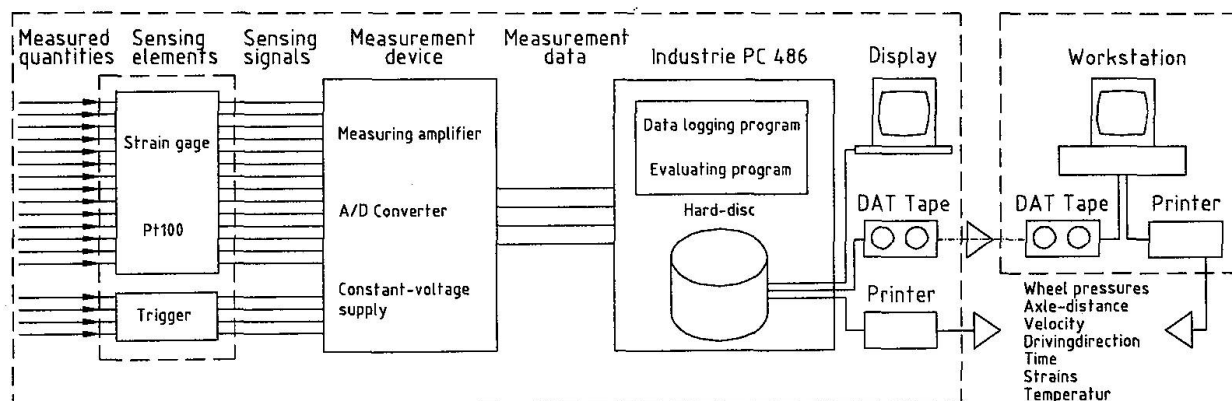 Measured
quantities
Sensing
elements
Sensing
signals
Measurement
device
Measurement
data
Industrie PC 486
Display
Workstation
Strain gage
Pt100
Trigger
Measuring amplifier
A/D Converter
Constant-voltage
supply
Data logging program
Evaluating program
Hard-disc
DAT Tape
Printer
DAT Tape
Printer
Wheel pressures
Axle-distance
Velocity
Drivingdirection
Time
Strains
Temperatur